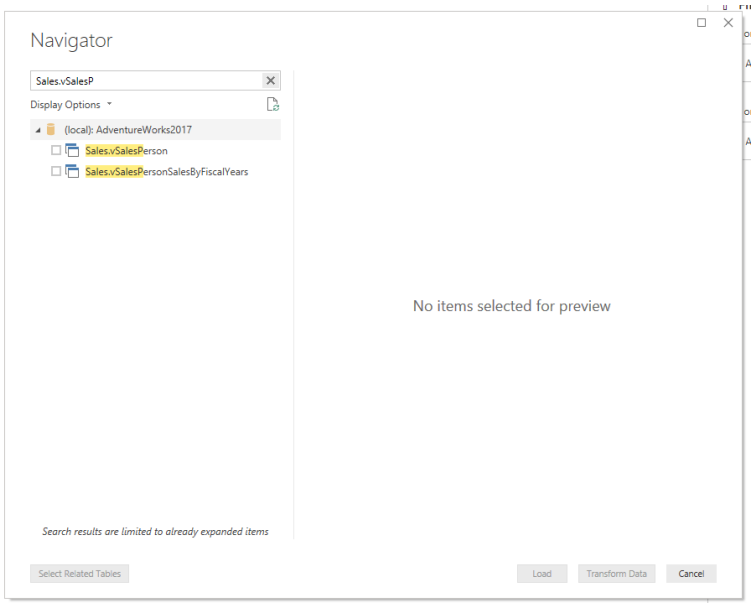 Navigator
Sales.vSalesP
Display Options
(local): AdventureWorks2017
Sales.vSalesPerson
Sales.vSalesPersonSalesByFiscalYears
No items selected for preview
Search results are limited to already expanded items
Select Related Tables
Load
Transform Data
Cancel